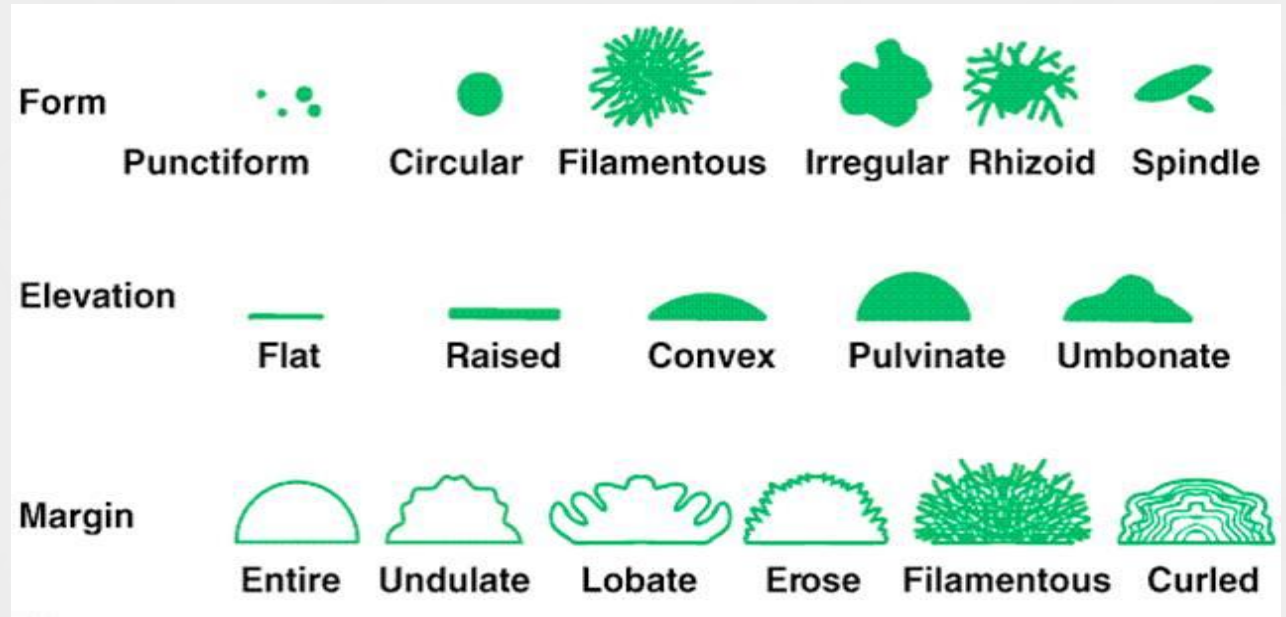 Form
Punctiform Circular Filamentous Irregular Rhizoid Spindle
Elevation
Flat Raised Convex Pulvinate Umbonate
Margin
Entire Undulate Lobate Erose Filamentous Curled